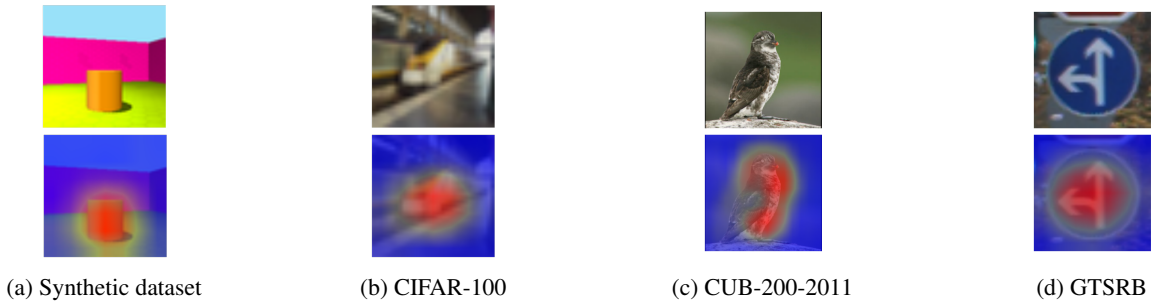 (a) Synthetic dataset
(b) CIFAR-100
(c) CUB-200-2011
(d) GTSRB